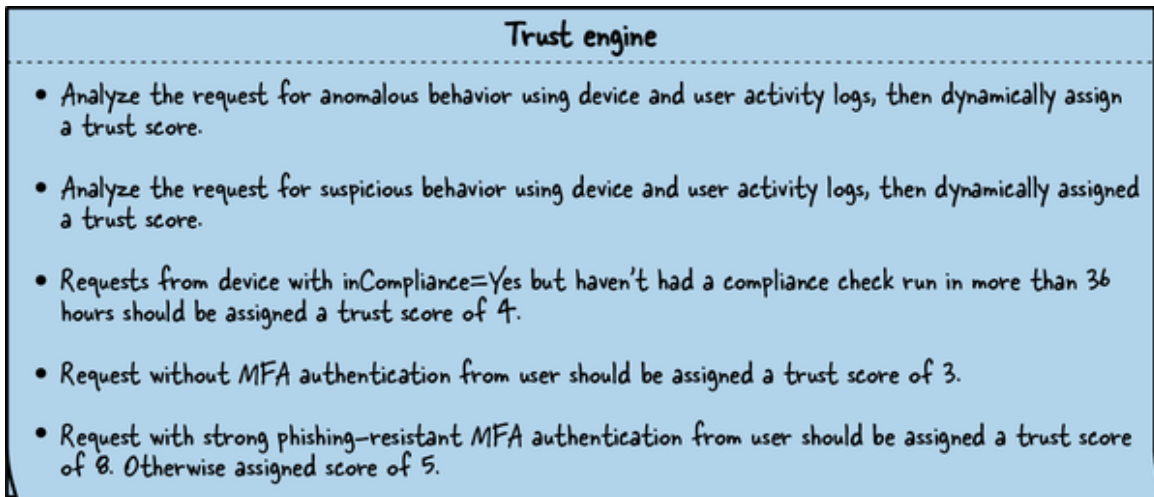 Trust engine
• Analyze the request for anomalous behavior using device and user activity logs, then dynamically assign
a trust score.
• Analyze the request for suspicious behavior using device and user activity logs, then dynamically assigned
a trust score.
• Requests from device with inCompliance=Yes but haven't had a compliance check run in more than 36
hours should be assigned a trust score of 4.
• Request without MFA authentication from user should be assigned a trust score of 3.
• Request with strong phishing-resistant MFA authentication from user should be assigned a trust score
of 8. Otherwise assigned score of 5.